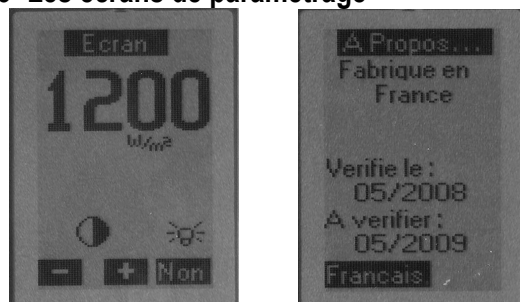 Les écrans de paramétrage
Ecran
1200
W/m²
- + Non
A Propos...
Fabrique en
France
Verifie le :
05/2008
A verifier :
05/2009
Francais